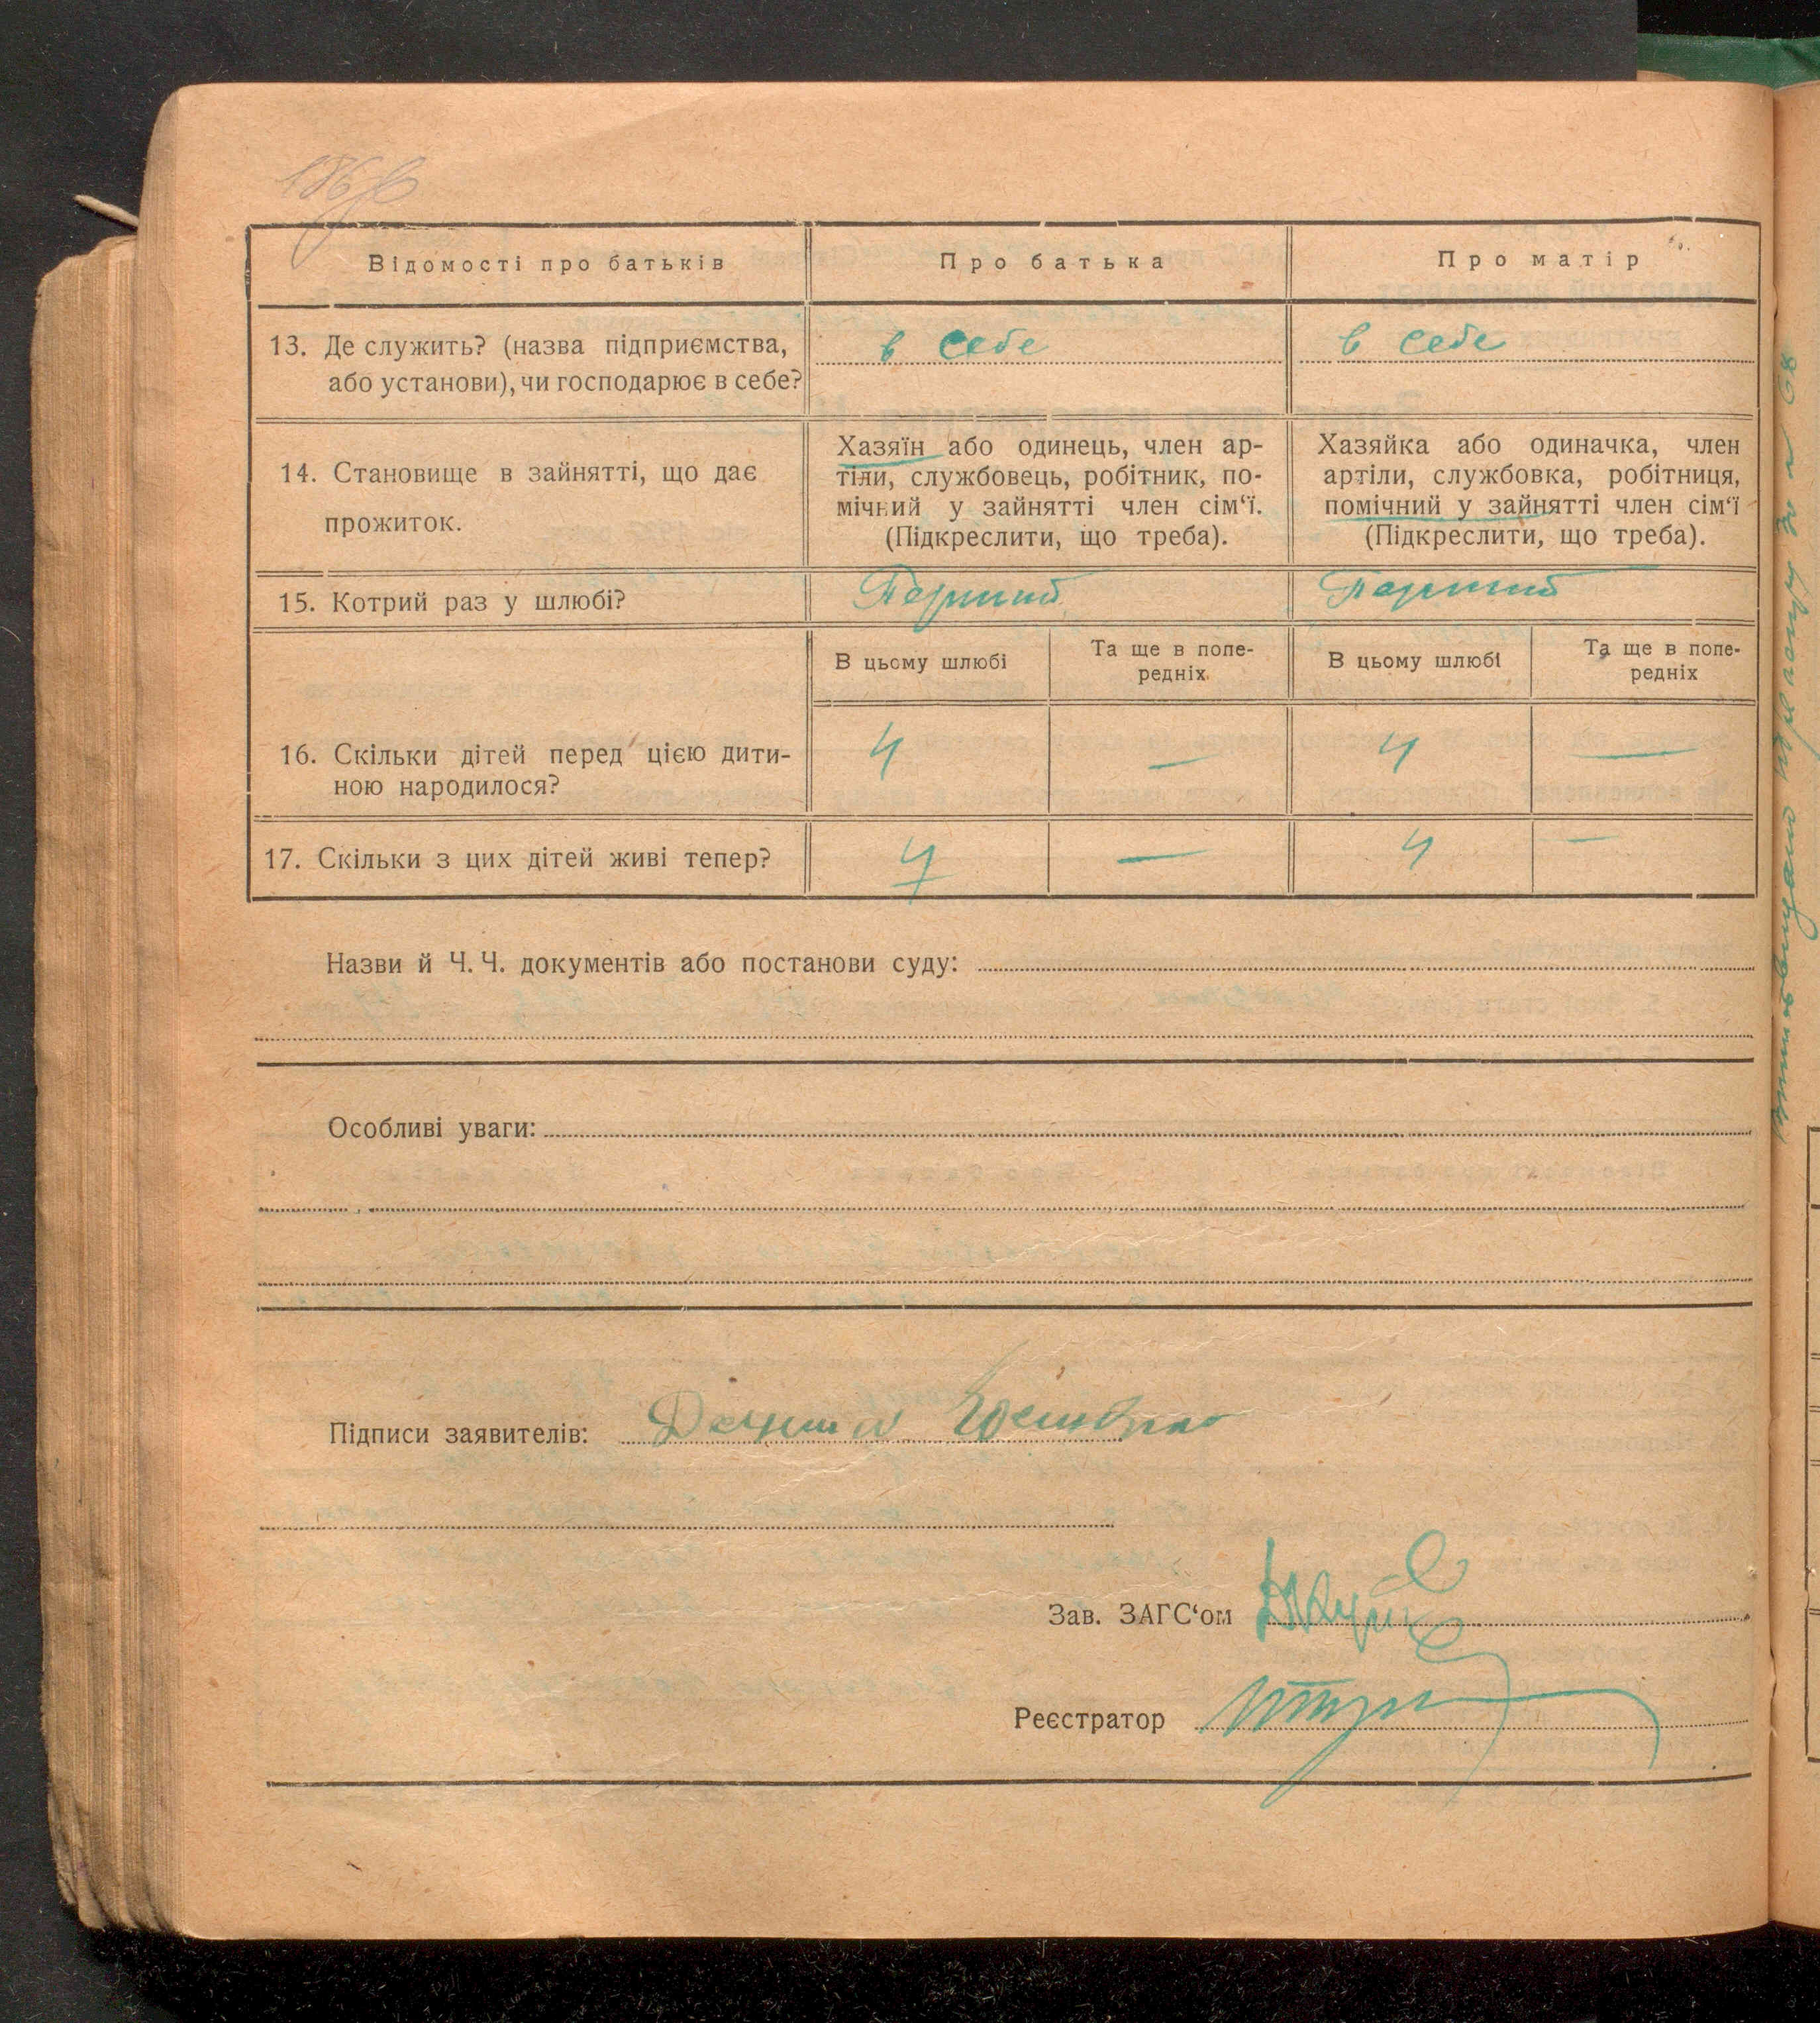 Відомості про батьків
Про батька
Про матір
13. Де служить? (назва підприємства,
або установи), чи господарює в себе?
в себе
в себе
14. Становище в зайнятті, що дає
прожиток.
Хазяїн або одинець, член ар-
тіли, службовець, робітник, по-
мічний у зайнятті член сім‘ї.
(Підкреслити, що треба).
Хазяйка або одиначка, член
артіли, службовка, робітниця,
помічний у зайнятті член сім‘ї
(Підкреслити, що треба).
15. Котрий раз у шлюбі?
Перший
Перший
В цьому шлюбі
Та ще в попе-
редніх
В цьому шлюбі
Та ще в попе-
редніх
16. Скільки дітей перед цією дити-
ною народилося?
4
—
4
—
17. Скільки з цих дітей живі тепер?
4
—
4
—
Назви й Ч. Ч. документів або постанови суду:
Особливі уваги:
Підписи заявителів:
Зав. ЗАГС‘ом
Реєстратор